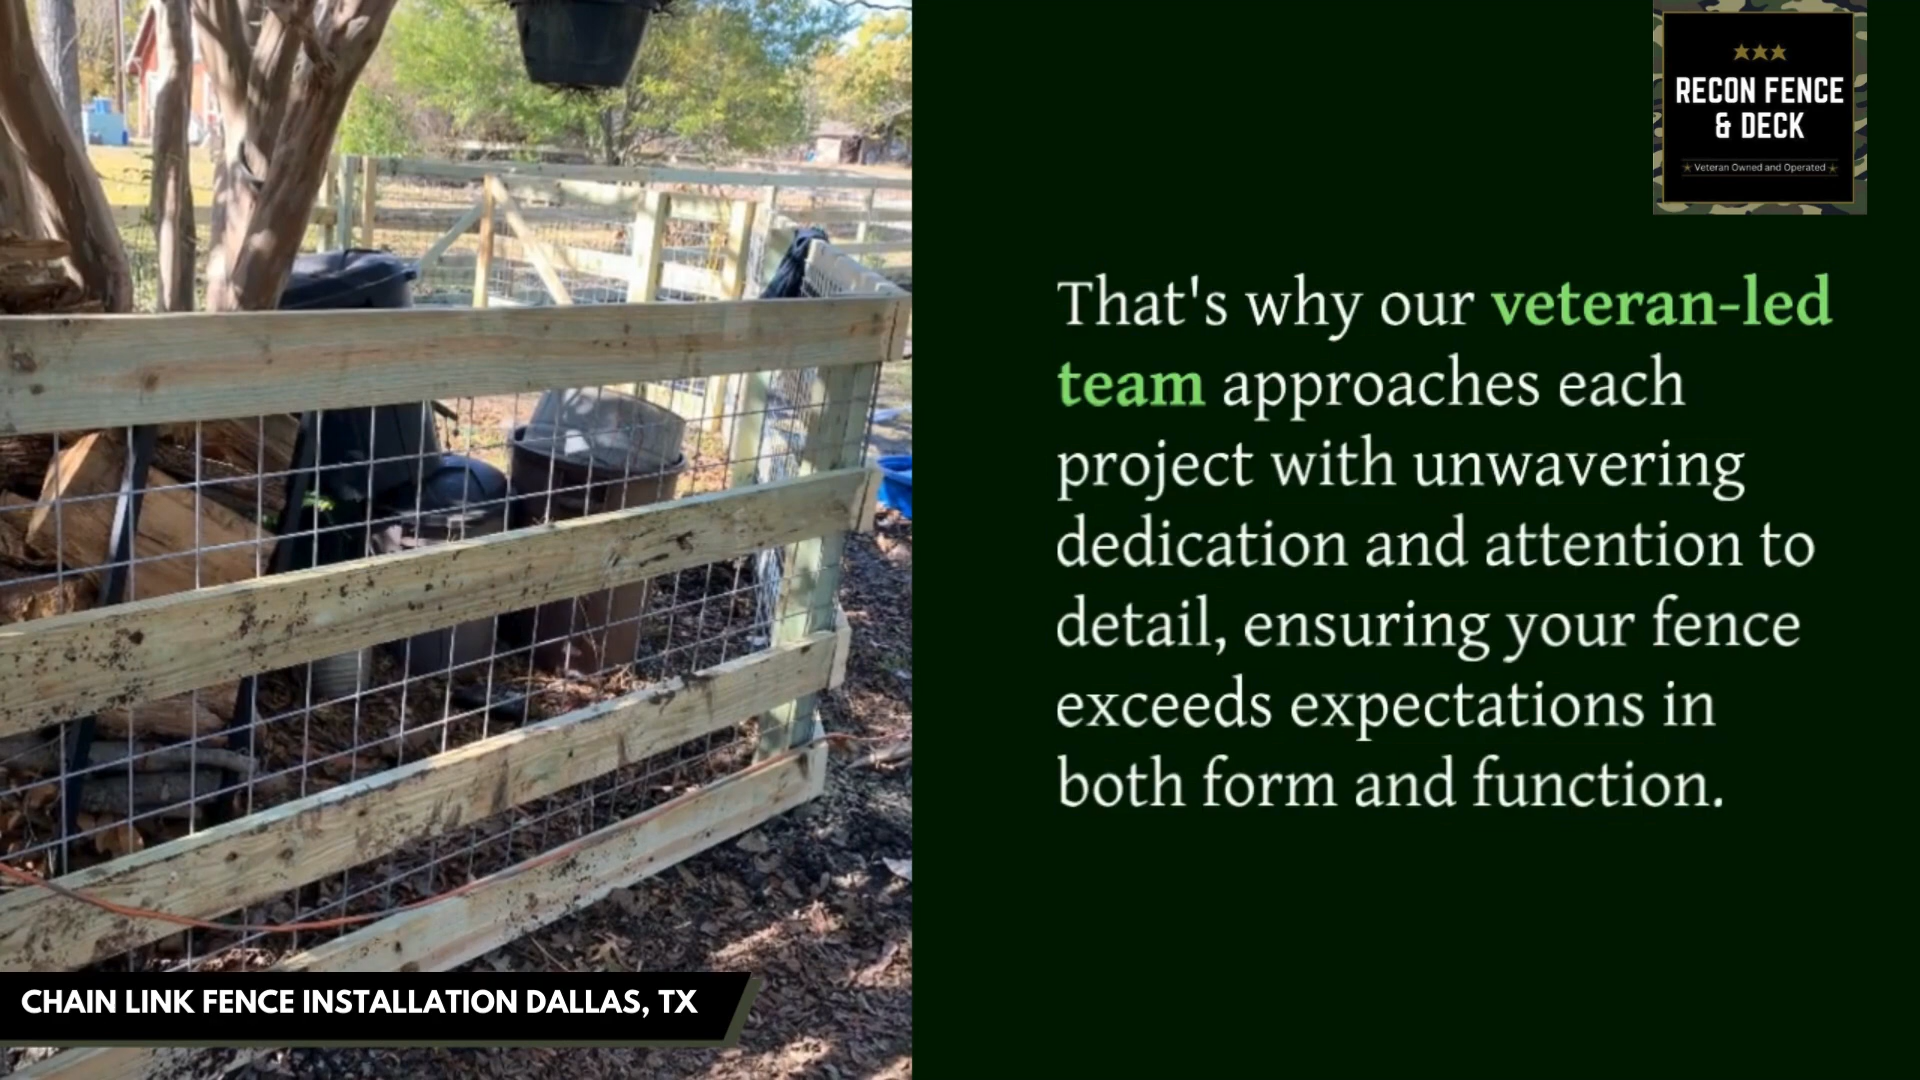 RECON FENCE
& DECK
Veteran Owned and Operated
That's why our veteran-led
team approaches each
project with unwavering
dedication and attention to
detail, ensuring your fence
exceeds expectations in
both form and function.
CHAIN LINK FENCE INSTALLATION DALLAS, TX